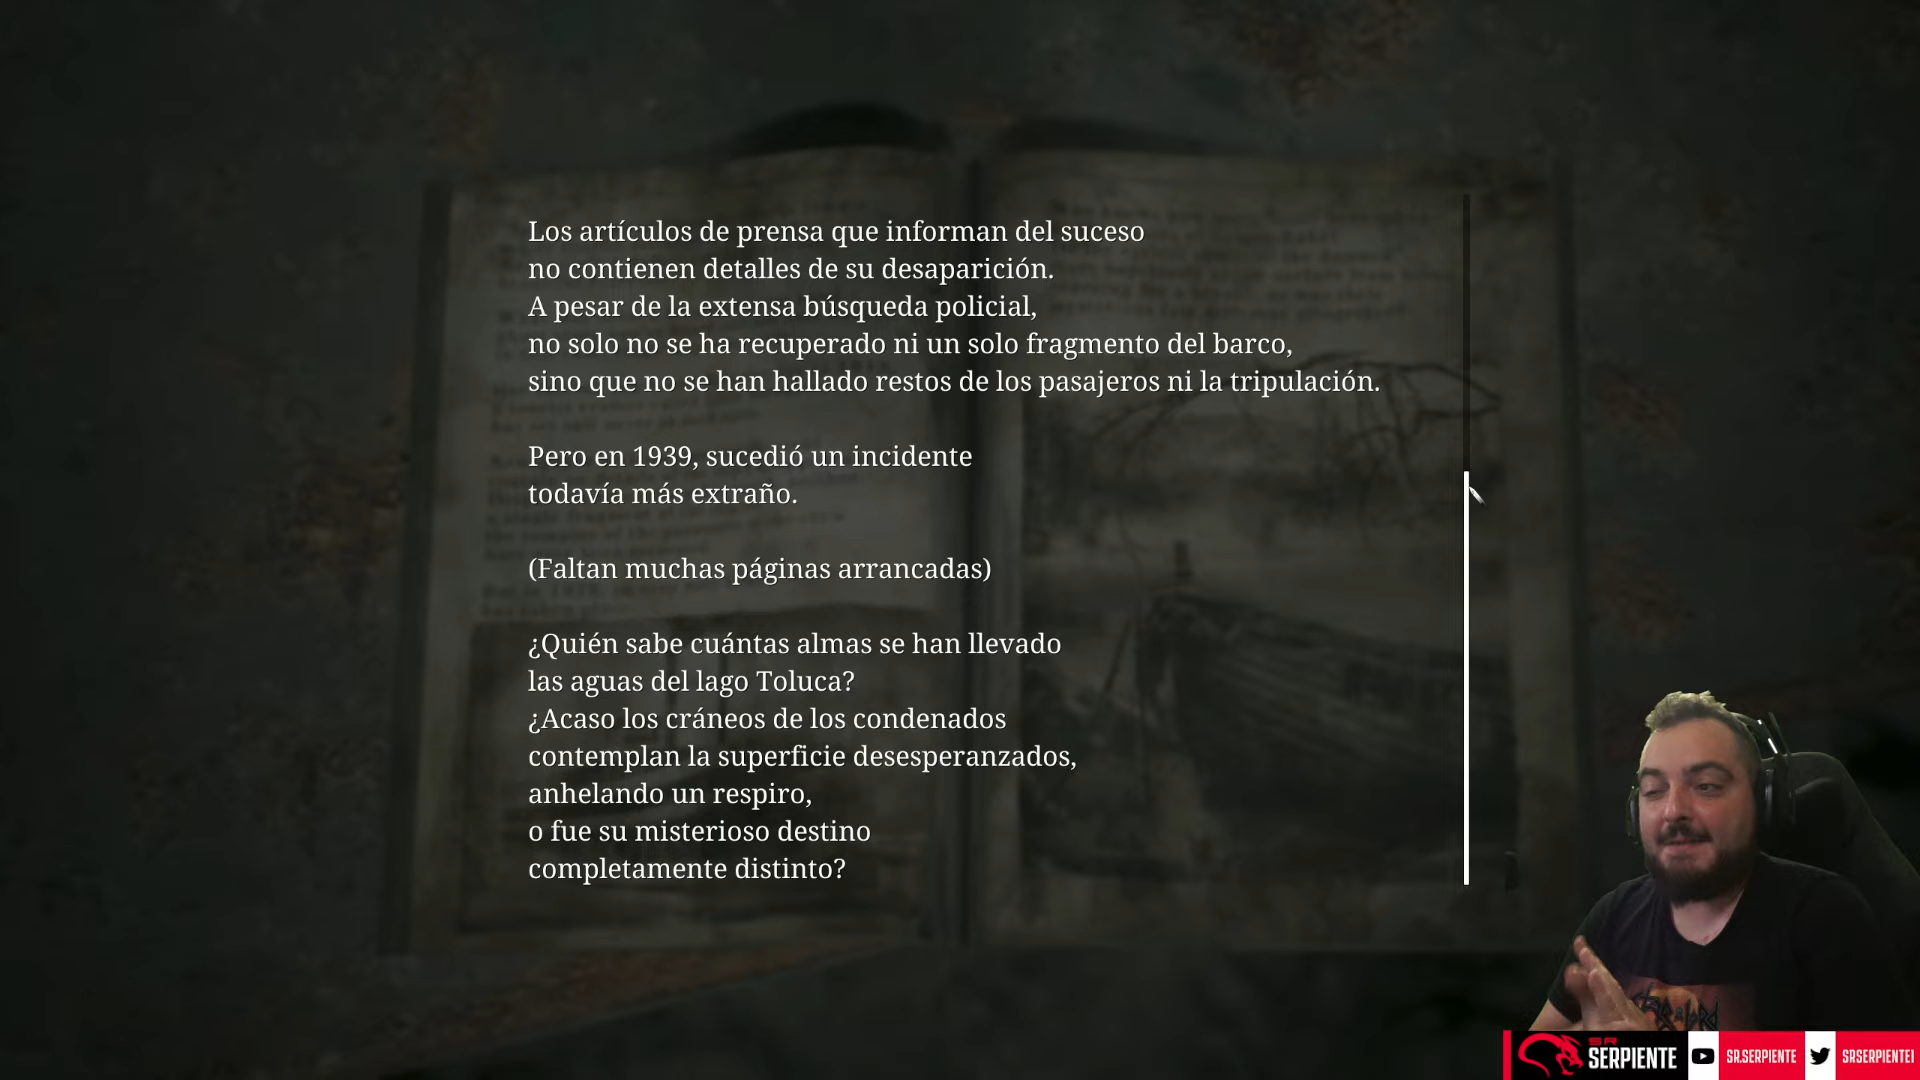 Los artículos de prensa que informan del suceso
no contienen detalles de su desaparición.
A pesar de la extensa búsqueda policial,
no solo no se ha recuperado ni un solo fragmento del barco,
sino que no se han hallado restos de los pasajeros ni la tripulación.
Pero en 1939, sucedió un incidente
todavía más extraño.
(Faltan muchas páginas arrancadas)
¿Quién sabe cuántas almas se han llevado
las aguas del lago Toluca?
¿Acaso los cráneos de los condenados
contemplan la superficie desesperanzados,
anhelando un respiro,
o fue su misterioso destino
completamente distinto?
SR
SERPIENTE
SR.SERPIENTE
SRSERPIENTE1